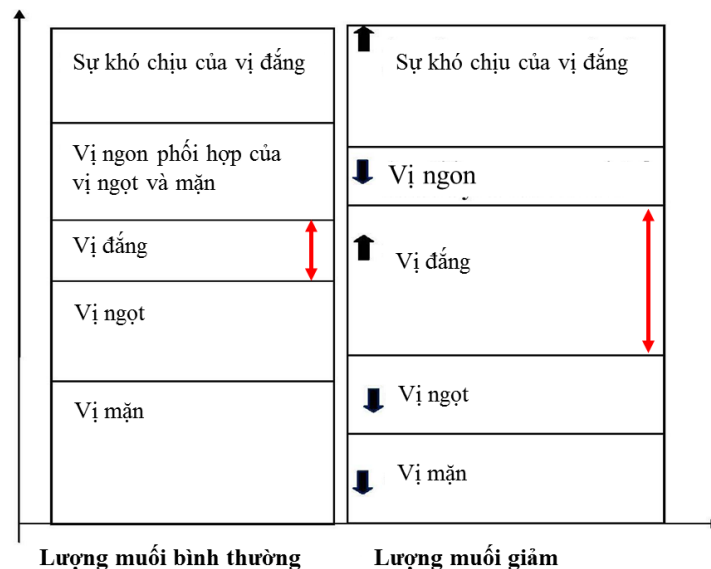 Sự khó chịu của vị đắng
Vị ngon phối hợp của
vị ngọt và mặn
Vị đắng
Vị ngọt
Vị mặn
Sự khó chịu của vị đắng
Vị ngon
Vị đắng
Vị ngọt
Vị mặn
Lượng muối bình thường
Lượng muối giảm